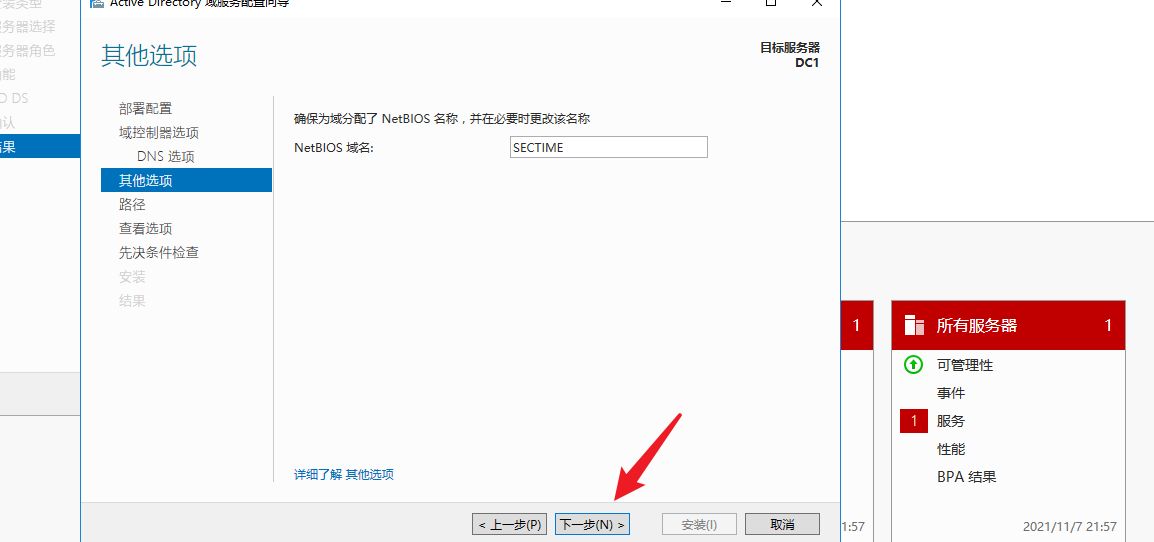 Active Directory 域服务配置向导
服务器选择
服务器角色
功能
AD DS
确认
结果
其他选项
目标服务器
DC1
部署配置
域控制器选项
DNS 选项
其他选项
路径
查看选项
先决条件检查
安装
结果
确保为域分配了 NetBIOS 名称，并在必要时更改该名称
NetBIOS 域名:
SECTIME
详细了解 其他选项
< 上一步(P)
下一步(N) >
安装(I)
取消
1
1:57
所有服务器 1
可管理性
事件
1 服务
性能
BPA 结果
2021/11/7 21:57